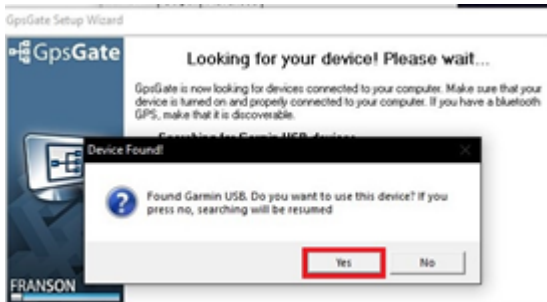 GpsGate Setup Wizard
GpsGate
Looking for your device! Please wait...
GpsGate is now looking for devices connected to your computer. Make sure that your
device is turned on and properly connected to your computer. If you have a bluetooth
GPS, make that it is discoverable.
Searching for Garmin USB devices
Device Found!
Found Garmin USB. Do you want to use this device? If you
press no, searching will be resumed
Yes
No
FRANSON